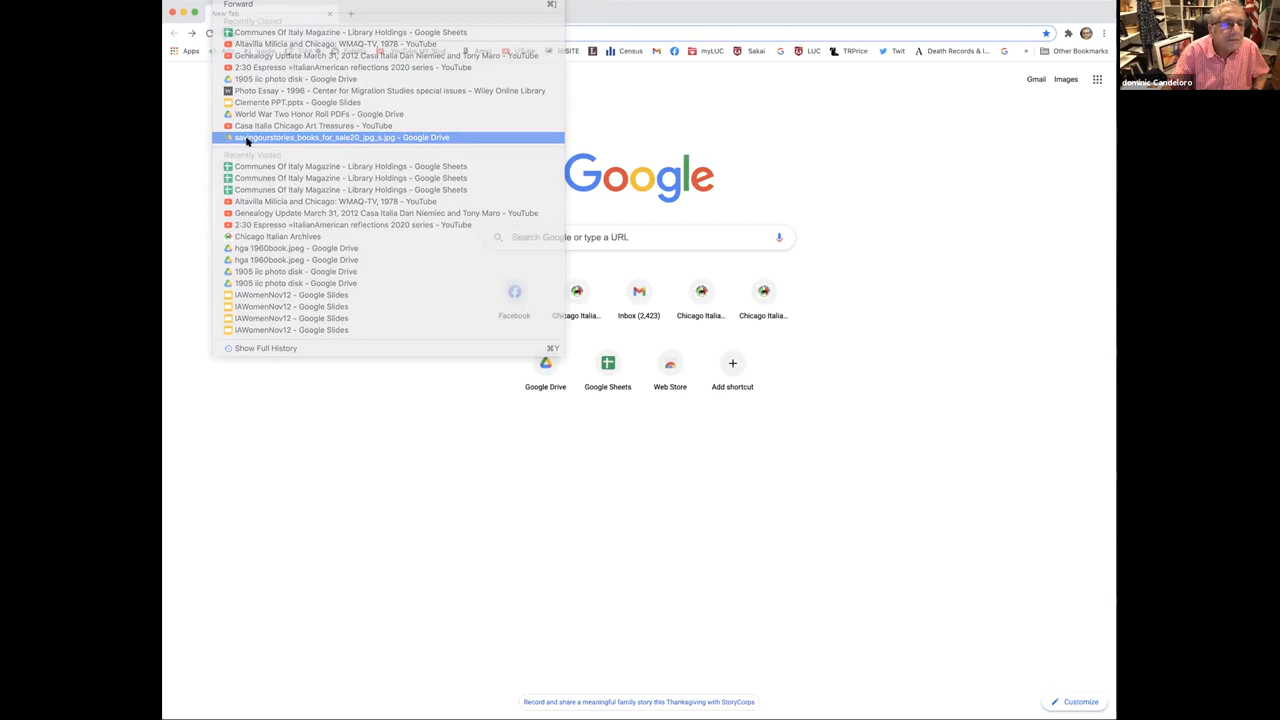 Forward ⌘]
New Tab
Recently Closed
Communes Of Italy Magazine - Library Holdings - Google Sheets
Altavilla Milicia and Chicago: WMAQ-TV, 1978 - YouTube
Genealogy Update March 31, 2012 Casa Italia Dan Niemiec and Tony Maro - YouTube
2:30 Espresso =ItalianAmerican reflections 2020 series - YouTube
1905 iic photo disk - Google Drive
Photo Essay - 1996 - Center for Migration Studies special issues - Wiley Online Library
Clemente PPT.pptx - Google Slides
World War Two Honor Roll PDFs - Google Drive
Casa Italia Chicago Art Treasures - YouTube
savingourstories_books_for_sale20_jpg_s.jpg - Google Drive
Recently Visited
Communes Of Italy Magazine - Library Holdings - Google Sheets
Communes Of Italy Magazine - Library Holdings - Google Sheets
Communes Of Italy Magazine - Library Holdings - Google Sheets
Altavilla Milicia and Chicago: WMAQ-TV, 1978 - YouTube
Genealogy Update March 31, 2012 Casa Italia Dan Niemiec and Tony Maro - YouTube
2:30 Espresso =ItalianAmerican reflections 2020 series - YouTube
Chicago Italian Archives
hga 1960book.jpeg - Google Drive
hga 1960book.jpeg - Google Drive
1905 iic photo disk - Google Drive
1905 iic photo disk - Google Drive
IAWomenNov12 - Google Slides
IAWomenNov12 - Google Slides
IAWomenNov12 - Google Slides
IAWomenNov12 - Google Slides
Show Full History ⌘Y
Apps
Census myLUC Sakai LUC TRPrice Twit Death Records & I... » Other Bookmarks
Gmail Images
Google
Search Google or type a URL
Facebook Chicago Italia... Inbox (2,423) Chicago Italia... Chicago Italia...
Google Drive Google Sheets Web Store Add shortcut
Record and share a meaningful family story this Thanksgiving with StoryCorps
Customize
dominic Candeloro